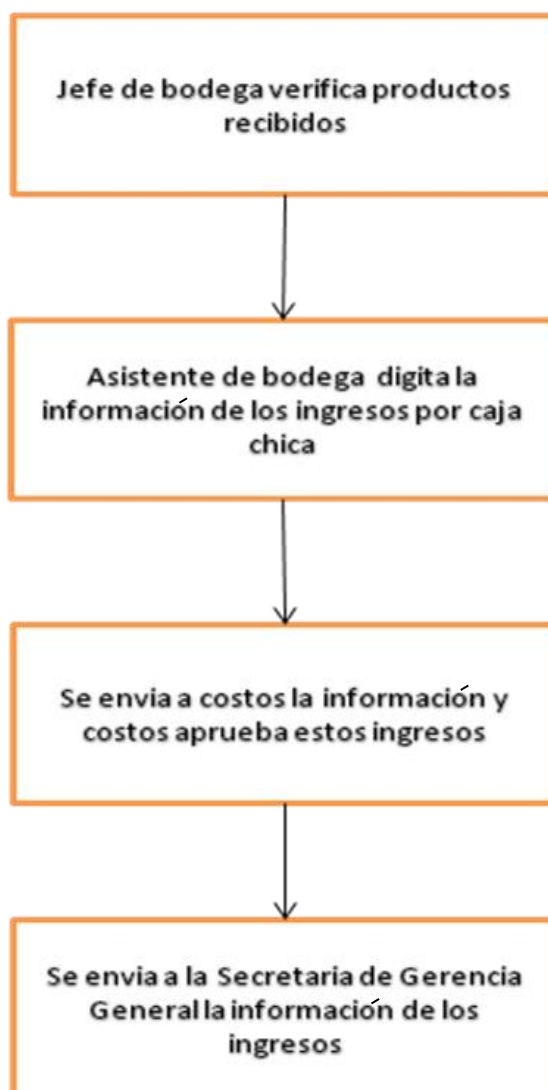 Jefe de bodega verifica productos
recibidos
Asistente de bodega digita la
información de los ingresos por caja
chica
Se envia a costos la información y
costos aprueba estos ingresos
Se envia a la Secretaria de Gerencia
General la información de los
ingresos